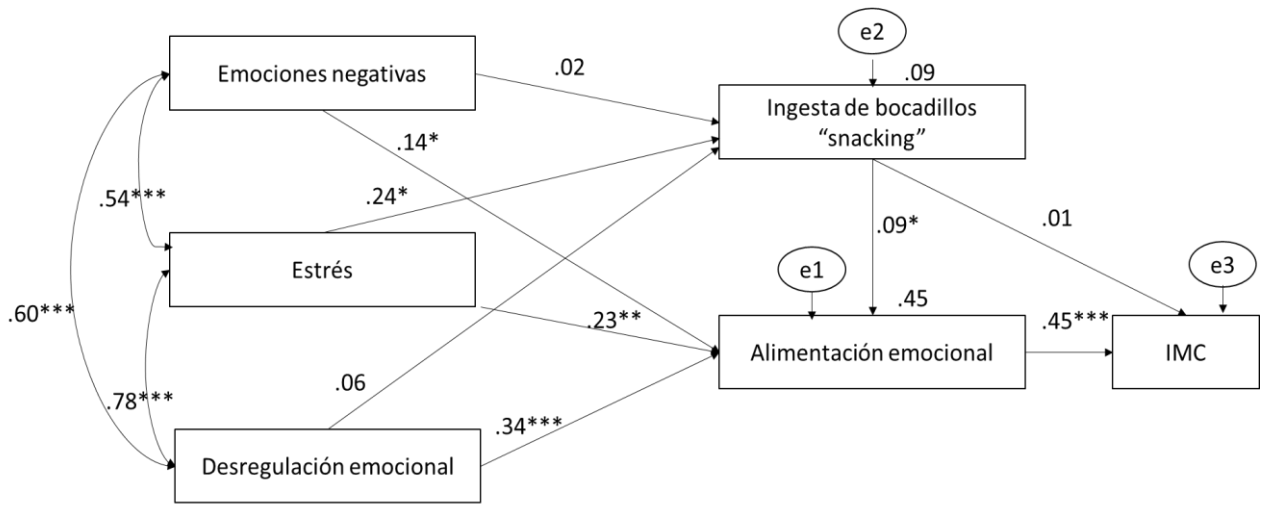 e2
Emociones negativas
.02
.09
Ingesta de bocadillos
“snacking”
.14*
.54***
.24*
.09*
.01
Estrés
e1
e3
.60***
.23**
.45
.45***
Alimentación emocional
IMC
.06
.78***
.34***
Desregulación emocional